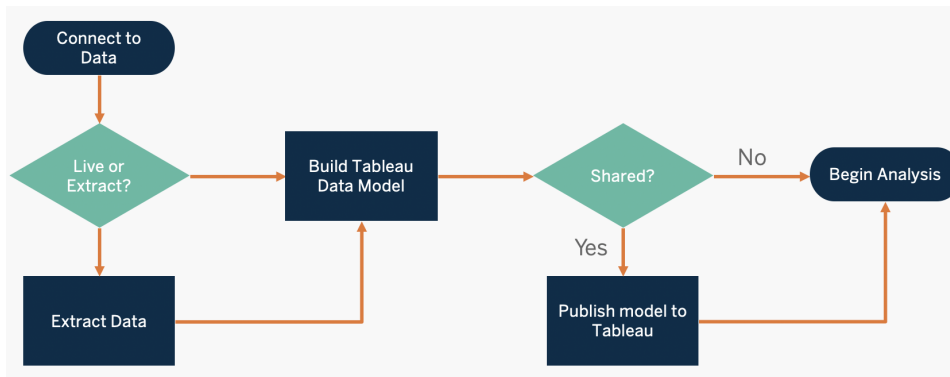 Connect to
Data
Live or
Extract?
Build Tableau
Data Model
Shared?
No
Begin Analysis
Yes
Extract Data
Publish model to
Tableau